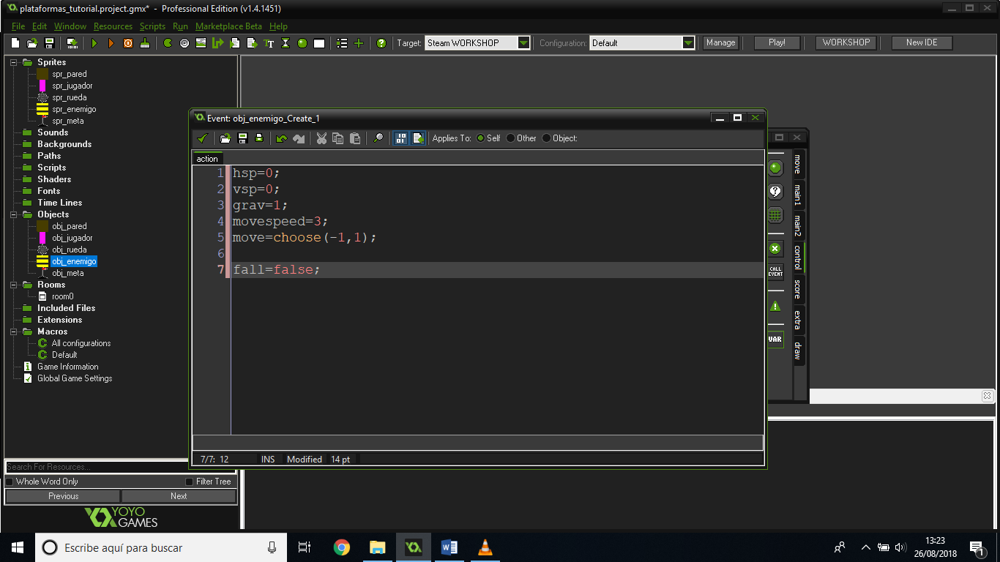 plataformas_tutorial.project.gmx* - Professional Edition (v1.4.1451)
File Edit Window Resources Scripts Run Marketplace Beta Help
Target: Steam WORKSHOP Configuration: Default Manage Play! WORKSHOP New IDE
Sprites
spr_pared
spr_jugador
spr_rueda
spr_enemigo
spr_meta
Sounds
Backgrounds
Paths
Scripts
Shaders
Fonts
Time Lines
Objects
obj_pared
obj_jugador
obj_rueda
obj_enemigo
obj_meta
Rooms
room0
Included Files
Extensions
Macros
All configurations
Default
Game Information
Global Game Settings
Search For Resources...
Whole Word Only Filter Tree
Previous Next
YOYO
GAMES
Event: obj_enemigo_Create_1
Applies To: Self Other Object:
action
1 hsp=0;
2 vsp=0;
3 grav=1;
4 movespeed=3;
5 move=choose(-1,1);
6
7 fall=false;
7/7: 12 INS Modified 14 pt
move
main1
main2
control
score
extra
draw
CALL
EVENT
VAR
Escribe aquí para buscar
13:23
26/08/2018
1